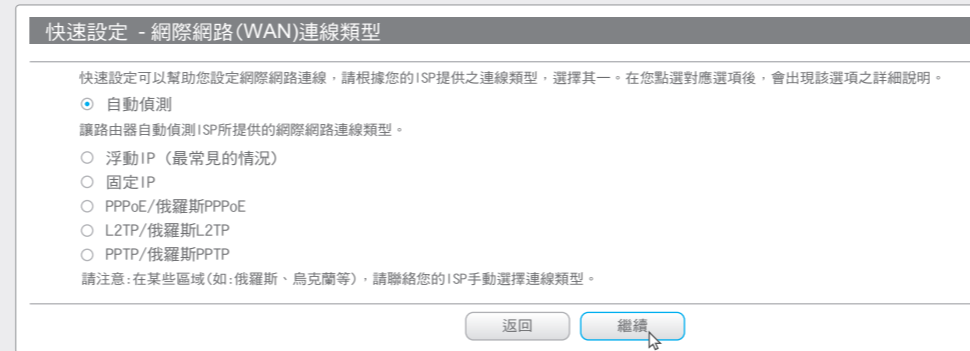 快速設定 - 網際網路(WAN)連線類型
快速設定可以幫助您設定網際網路連線，請根據您的ISP提供之連線類型，選擇其一。在您點選對應選項後，會出現該選項之詳細說明。
自動偵測
讓路由器自動偵測ISP所提供的網際網路連線類型。
浮動IP (最常見的情況)
固定IP
PPPoE/俄羅斯PPPoE
L2TP/俄羅斯L2TP
PPTP/俄羅斯PPTP
請注意:在某些區域(如:俄羅斯、烏克蘭等)，請聯絡您的ISP手動選擇連線類型。
返回 繼續